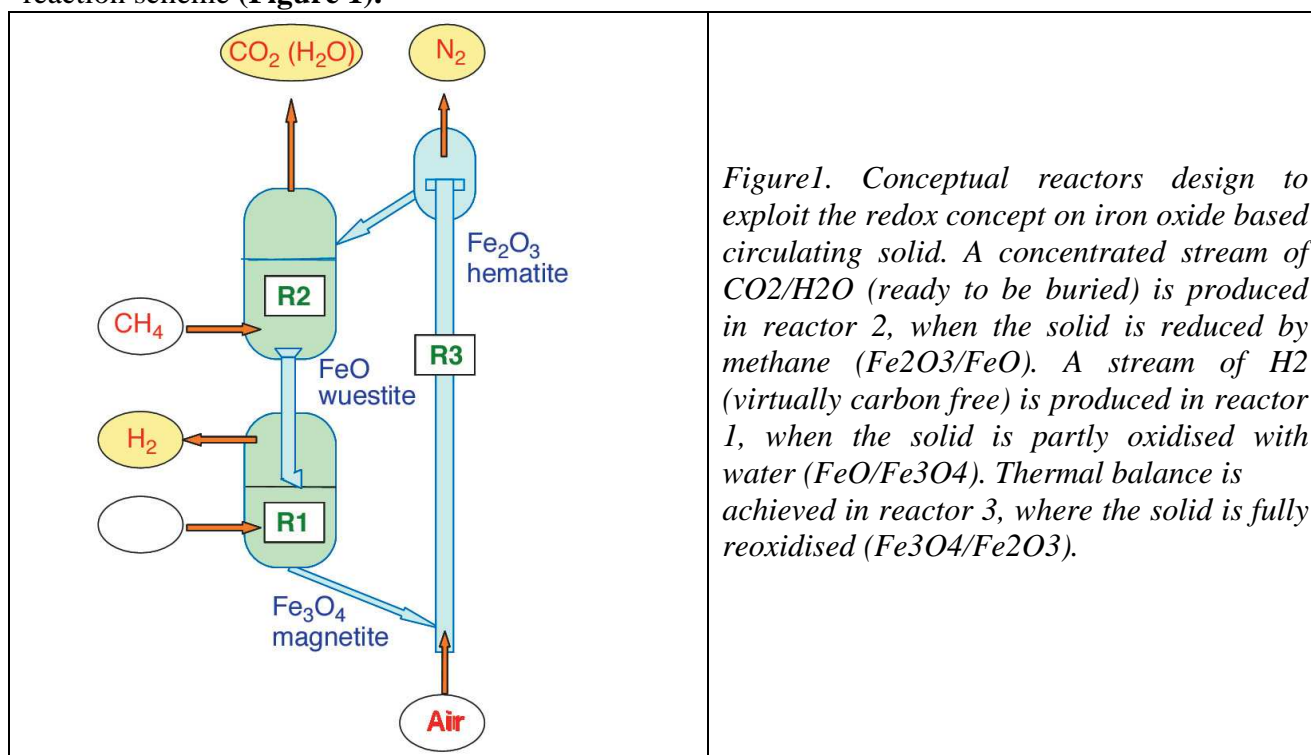 reaction scheme (Figure 1).
CO2 (H2O)
N2
Fe2O3
hematite
R2
CH4
R3
FeO
wuestite
H2
R1
Fe3O4
magnetite
Air
Figure1. Conceptual reactors design to
exploit the redox concept on iron oxide based
circulating solid. A concentrated stream of
CO2/H2O (ready to be buried) is produced
in reactor 2, when the solid is reduced by
methane (Fe2O3/FeO). A stream of H2
(virtually carbon free) is produced in reactor
1, when the solid is partly oxidised with
water (FeO/Fe3O4). Thermal balance is
achieved in reactor 3, where the solid is fully
reoxidised (Fe3O4/Fe2O3).